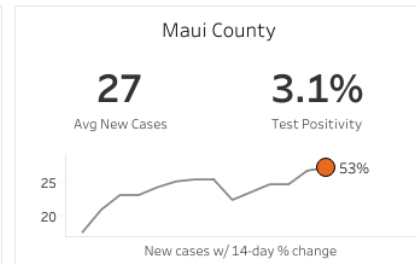 Maui County
27
3.1%
Avg New Cases
Test Positivity
53%
25
20
New cases w/ 14-day % change